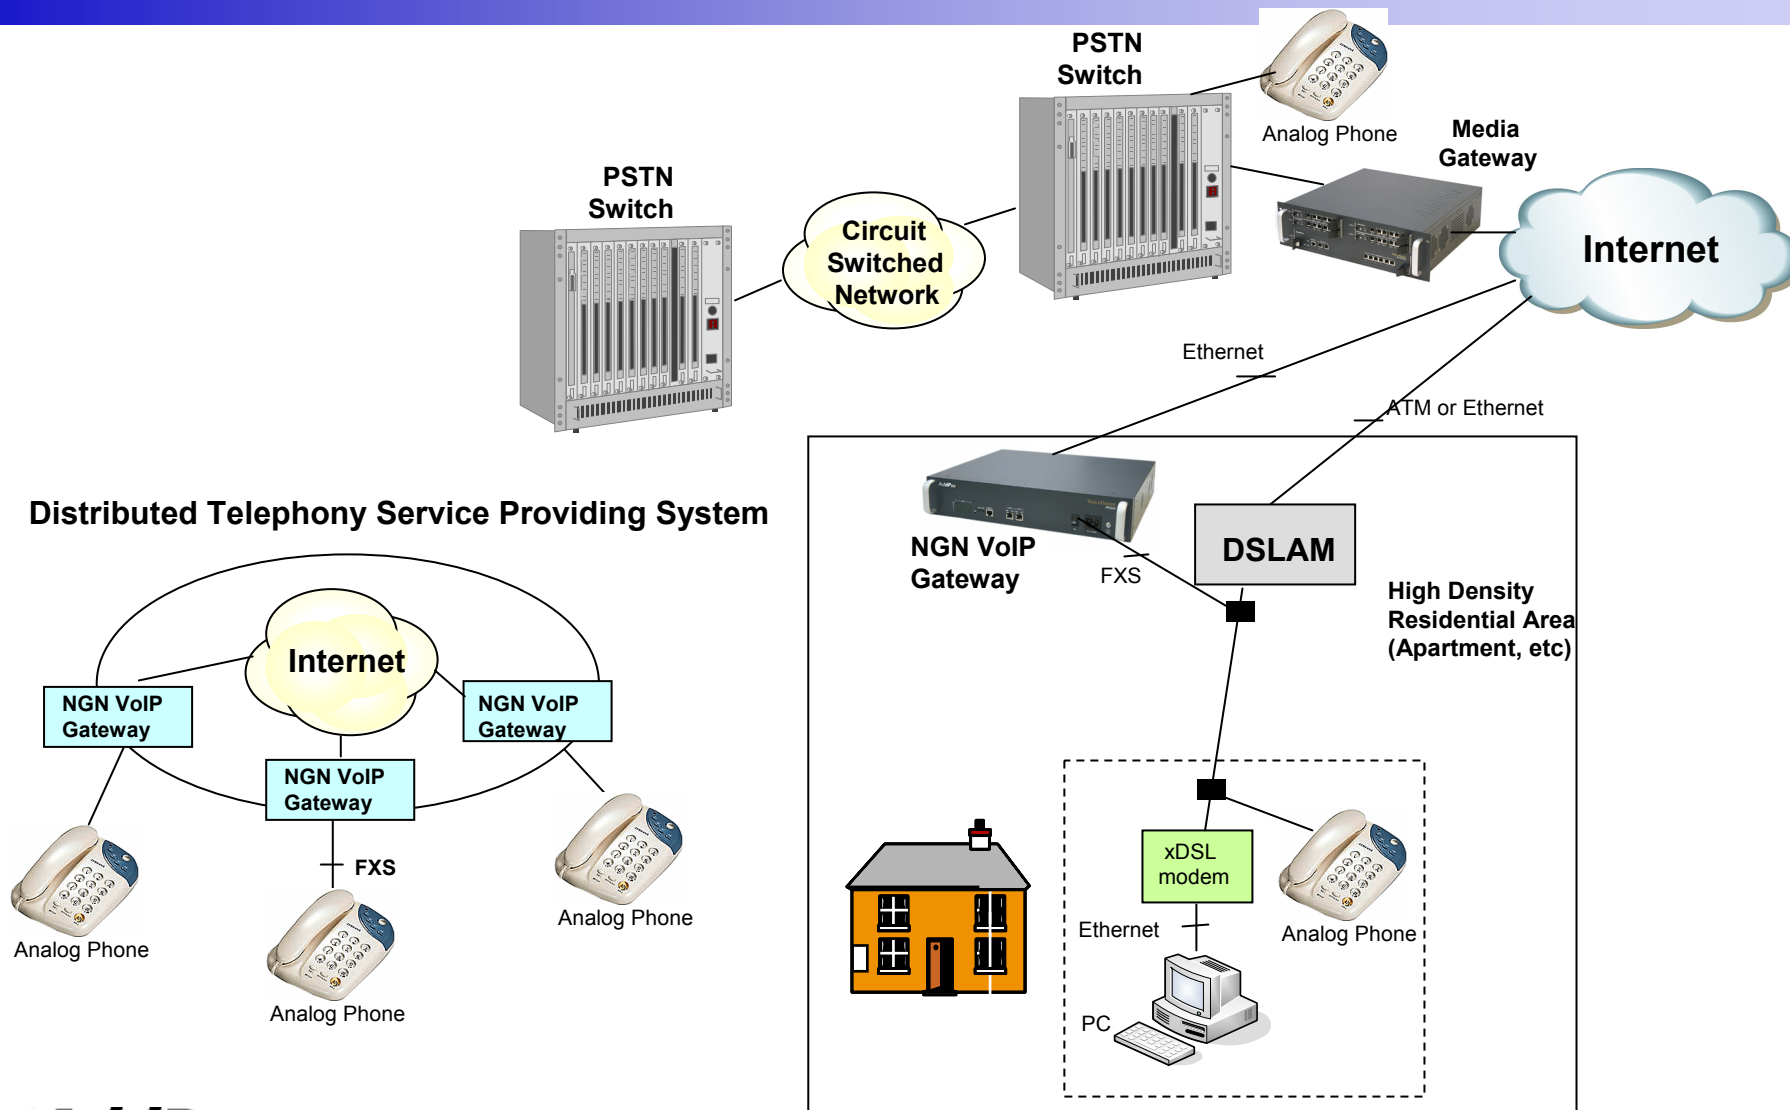 PSTN
Switch
Analog Phone
Media
Gateway
PSTN
Switch
Circuit
Switched
Network
Internet
Ethernet
ATM or Ethernet
Distributed Telephony Service Providing System
NGN VoIP
Gateway
FXS
DSLAM
High Density
Residential Area
(Apartment, etc)
Internet
NGN VoIP
Gateway
NGN VoIP
Gateway
NGN VoIP
Gateway
FXS
Analog Phone
Analog Phone
Analog Phone
xDSL
modem
Ethernet
Analog Phone
PC